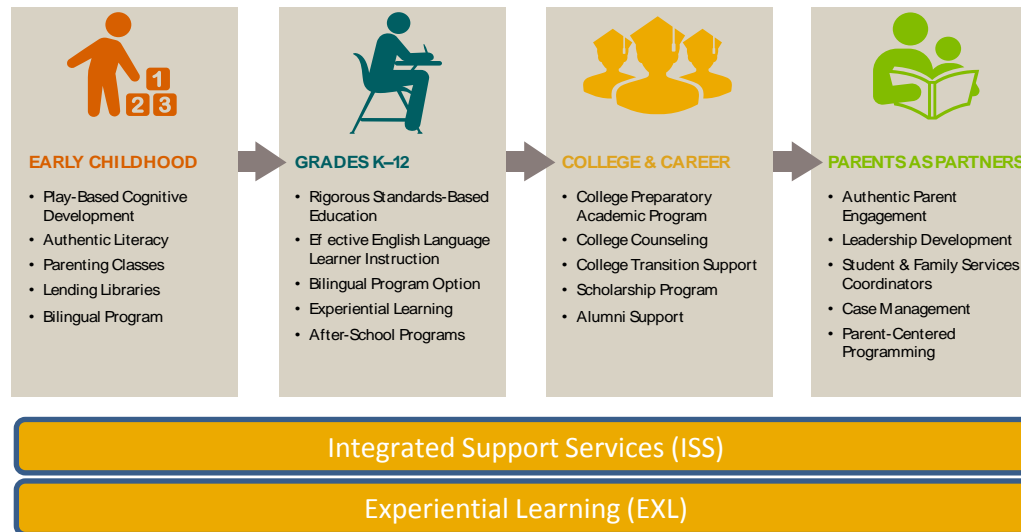 1
2 3
EARLY CHILDHOOD
• Play-Based Cognitive
Development
• Authentic Literacy
• Parenting Classes
• Lending Libraries
• Bilingual Program
GRADES K–12
• Rigorous Standards-Based
Education
• Ef ective English Language
Learner Instruction
• Bilingual Program Option
• Experiential Learning
• After-School Programs
COLLEGE & CAREER
• College Preparatory
Academic Program
• College Counseling
• College Transition Support
• Scholarship Program
• Alumni Support
PARENTS AS PARTNERS
• Authentic Parent
Engagement
• Leadership Development
• Student & Family Services
Coordinators
• Case Management
• Parent-Centered
Programming
Integrated Support Services (ISS)
Experiential Learning (EXL)